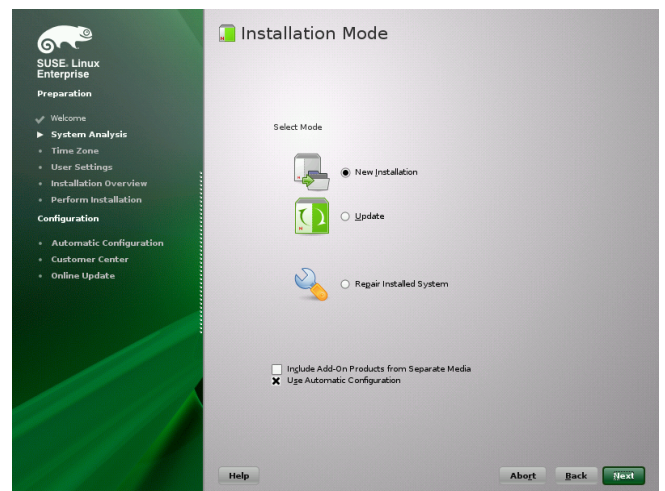 SUSE. Linux
Enterprise
Preparation
Welcome
System Analysis
Time Zone
User Settings
Installation Overview
Perform Installation
Configuration
Automatic Configuration
Customer Center
Online Update
Installation Mode
Select Mode
New Installation
Update
Repair Installed System
Include Add-On Products from Separate Media
Use Automatic Configuration
Help
Abort
Back
Next